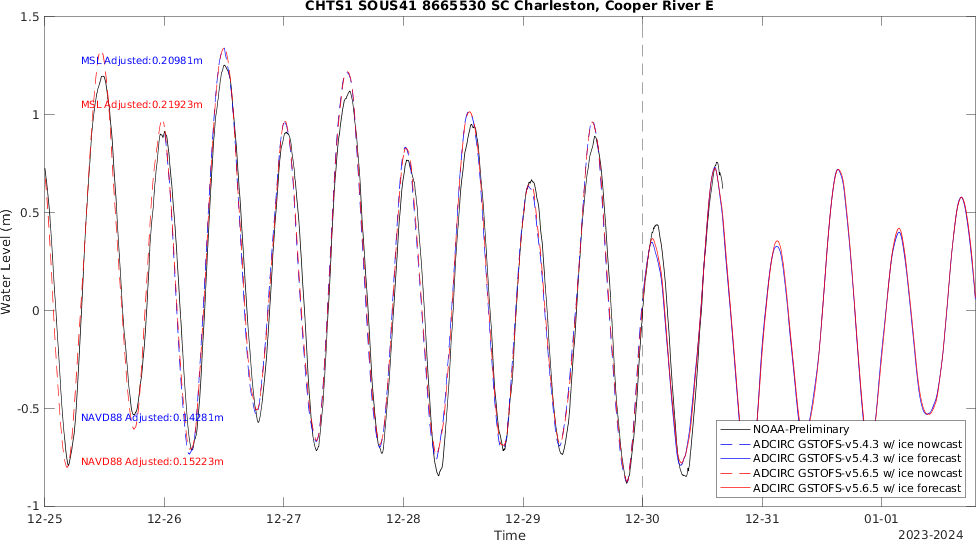 CHTS1 SOUS41 8665530 SC Charleston, Cooper River E
1.5
1
0.5
0
-0.5
-1
Water Level (m)
MSL Adjusted:0.20981m
MSL Adjusted:0.21923m
NAVD88 Adjusted:0.14281m
NAVD88 Adjusted:0.15223m
NOAA-Preliminary
ADCIRC GSTOFS-v5.4.3 w/ ice nowcast
ADCIRC GSTOFS-v5.4.3 w/ ice forecast
ADCIRC GSTOFS-v5.6.5 w/ ice nowcast
ADCIRC GSTOFS-v5.6.5 w/ ice forecast
12-25 12-26 12-27 12-28 12-29 12-30 12-31 01-01
Time
2023-2024